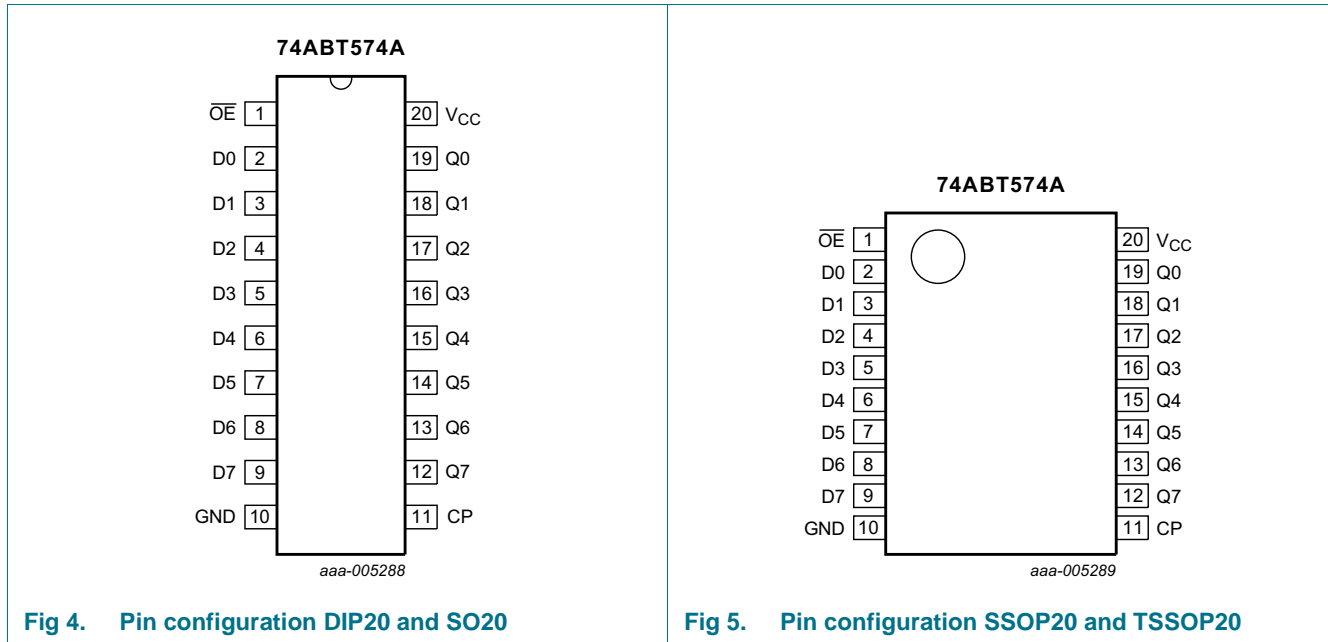 74ABT574A
OE 1 20 VCC
D0 2 19 Q0
D1 3 18 Q1
D2 4 17 Q2
D3 5 16 Q3
D4 6 15 Q4
D5 7 14 Q5
D6 8 13 Q6
D7 9 12 Q7
GND 10 11 CP
aaa-005288
Fig 4. Pin configuration DIP20 and SO20
74ABT574A
OE 1 20 VCC
D0 2 19 Q0
D1 3 18 Q1
D2 4 17 Q2
D3 5 16 Q3
D4 6 15 Q4
D5 7 14 Q5
D6 8 13 Q6
D7 9 12 Q7
GND 10 11 CP
aaa-005289
Fig 5. Pin configuration SSOP20 and TSSOP20